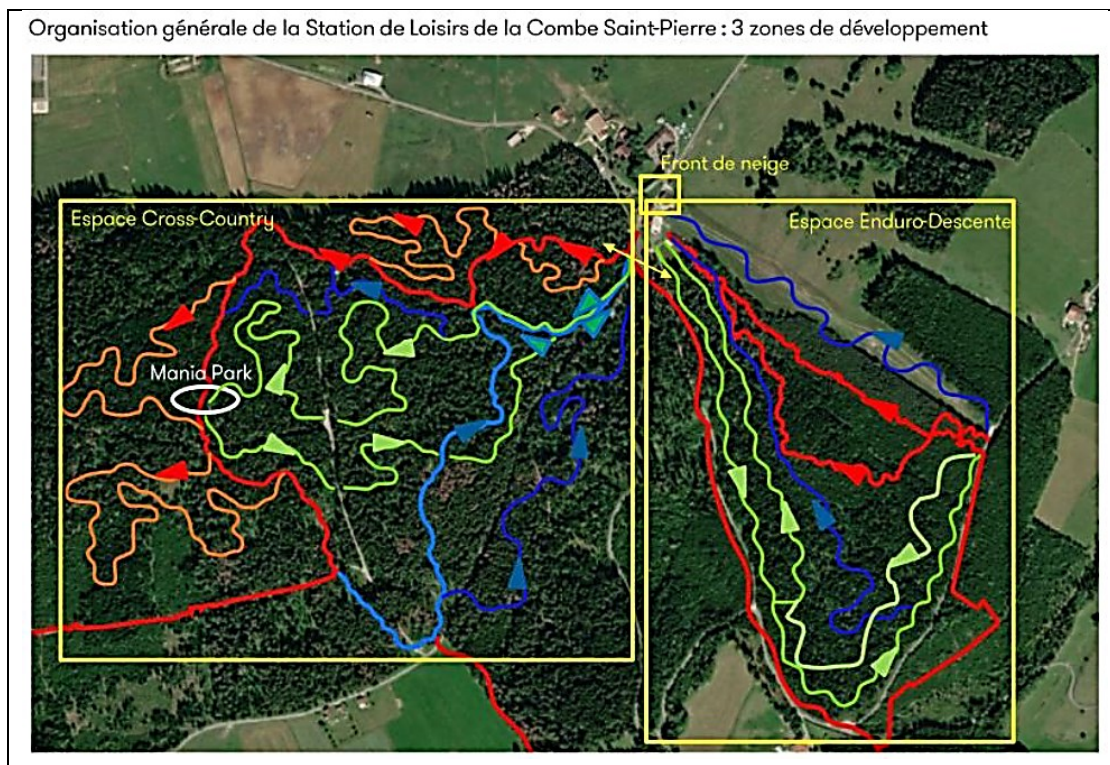 Organisation générale de la Station de Loisirs de la Combe Saint-Pierre : 3 zones de développement
Front de neige
Espace Cross-Country
Espace Enduro-Descente
Mania Park